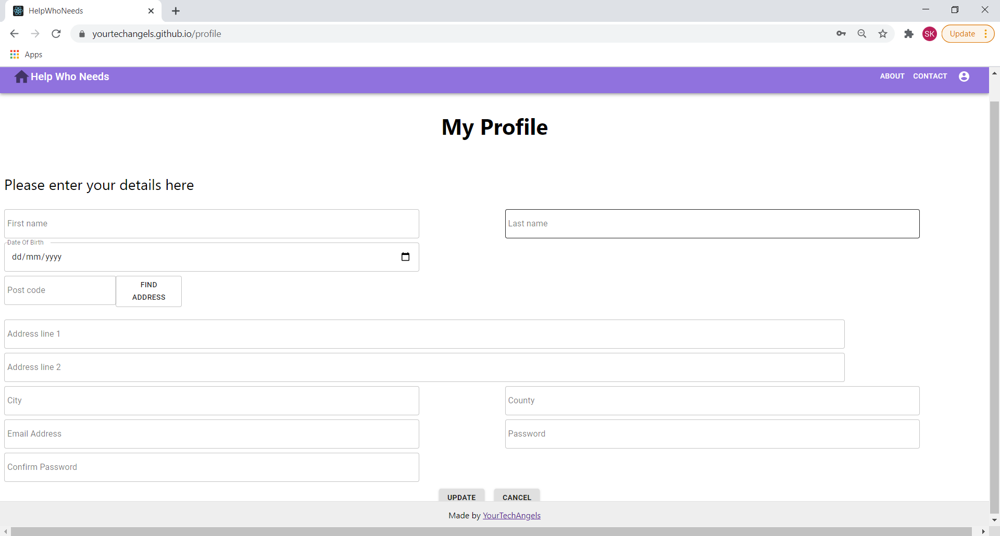 HelpWhoNeeds
yourtechangels.github.io/profile
SK
Update
Apps
Help Who Needs
ABOUT
CONTACT
My Profile
Please enter your details here
First name
Last name
Date Of Birth
dd/mm/yyyy
Post code
FIND
ADDRESS
Address line 1
Address line 2
City
County
Email Address
Password
Confirm Password
UPDATE
CANCEL
Made by YourTechAngels